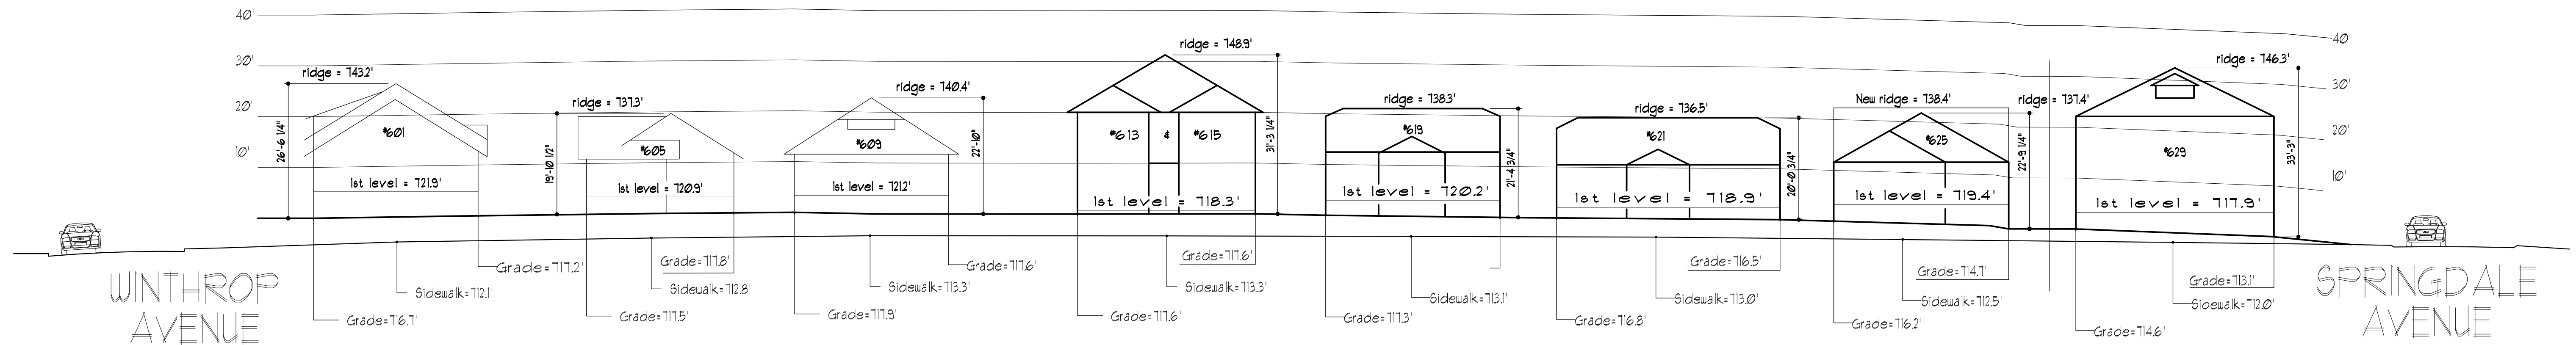 40'
30'
20'
10'
ridge = 743.2'
26'-6 1/4"
#601
1st level = 721.9'
Grade=717.2'
Sidewalk=712.1'
Grade=716.7'
WINTHROP
AVENUE
ridge = 737.3'
19'-10 1/2"
#605
1st level = 720.9'
Grade=717.8'
Sidewalk=712.8'
Grade=717.5'
ridge = 740.4'
22'-10"
#609
1st level = 721.2'
Grade=717.6'
Sidewalk=713.3'
Grade=717.9'
ridge = 748.9'
31'-3 1/4"
#613 & #615
1st level = 718.3'
Grade=717.6'
Sidewalk=713.3'
Grade=717.6'
ridge = 738.3'
21'-4 3/4"
#619
1st level = 720.2'
Sidewalk=713.1'
Grade=717.3'
ridge = 736.5'
20'-0 3/4"
#621
1st level = 718.9'
Grade=716.5'
Sidewalk=713.0'
Grade=716.8'
New ridge = 738.4'
ridge = 737.4'
22'-9 1/4"
#625
1st level = 719.4'
Grade=714.7'
Sidewalk=712.5'
Grade=716.2'
ridge = 746.3'
33'-3"
#629
1st level = 717.9'
Grade=713.1'
Sidewalk=712.0'
Grade=714.6'
40'
30'
20'
10'
SPRINGDALE
AVENUE